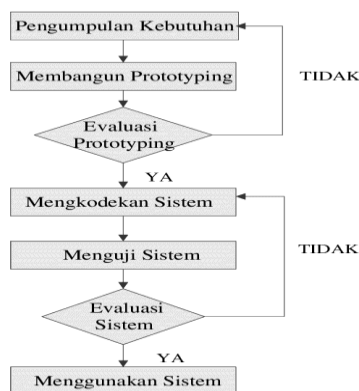 Pengumpulan Kebutuhan
Membangun Prototyping
TIDAK
Evaluasi
Prototyping
YA
Mengkodekan Sistem
Menguji Sistem
TIDAK
Evaluasi
Sistem
YA
Menggunakan Sistem